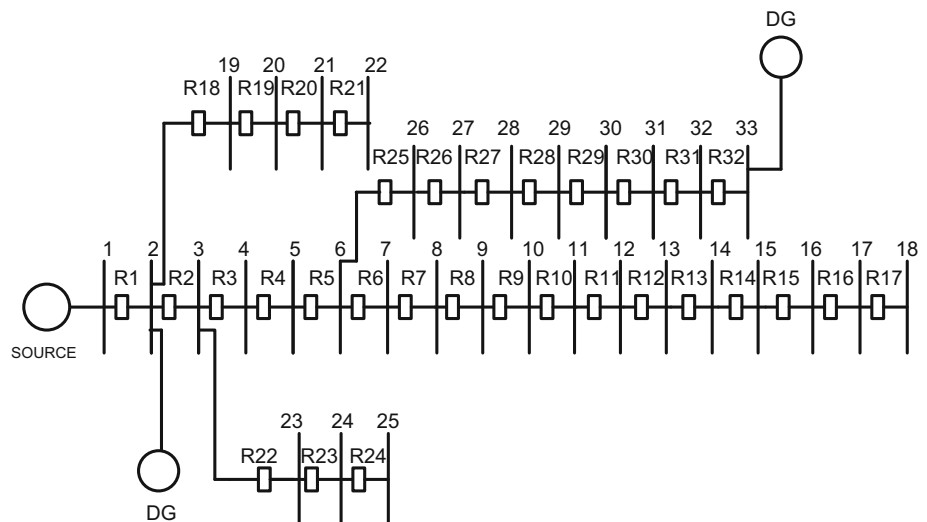 DG
19 20 21 22
R18 R19 R20 R21
26 27 28 29 30 31 32 33
R25 R26 R27 R28 R29 R30 R31 R32
1 2 3 4 5 6 7 8 9 10 11 12 13 14 15 16 17 18
R1 R2 R3 R4 R5 R6 R7 R8 R9 R10 R11 R12 R13 R14 R15 R16 R17
SOURCE
23 24 25
R22 R23 R24
DG